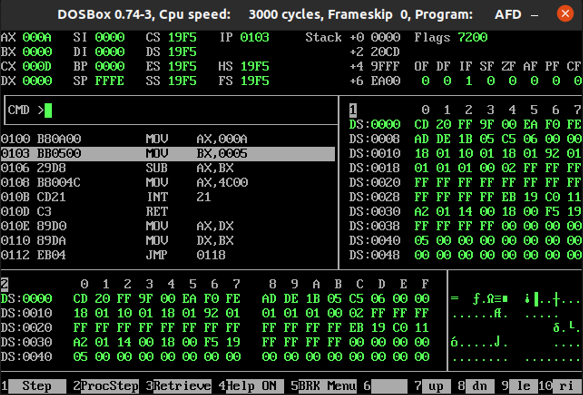 DOSBox 0.74-3, Cpu speed: 3000 cycles, Frameskip 0, Program: AFD
AX 000A SI 0000 CS 19F5 IP 0103 Stack +0 0000 Flags 7200
BX 0000 DI 0000 DS 19F5 +2 20CD
CX 000D BP 0000 ES 19F5 HS 19F5 +4 9FFF OF DF IF SF ZF AF PF CF
DX 0000 SP FFFE SS 19F5 FS 19F5 +6 EA00 0 0 1 0 0 0 0 0
CMD >
1 0 1 2 3 4 5 6 7
DS:0000 CD 20 FF 9F 00 EA F0 FE
0100 B80A00 MOV AX,000A DS:0008 AD DE 1B 05 C5 06 00 00
0103 BB0500 MOV BX,0005 DS:0010 18 01 10 01 18 01 92 01
0106 29D8 SUB AX,BX DS:0018 01 01 01 00 02 FF FF FF
0108 B8004C MOV AX,4C00 DS:0020 FF FF FF FF FF FF FF FF
010B CD21 INT 21 DS:0028 FF FF FF FF EB 19 C0 11
010D C3 RET DS:0030 A2 01 14 00 18 00 F5 19
010E 89D0 MOV AX,DX DS:0038 FF FF FF FF 00 00 00 00
0110 89DA MOV DX,BX DS:0040 05 00 00 00 00 00 00 00
0112 EB04 JMP 0118 DS:0048 00 00 00 00 00 00 00 00
2 0 1 2 3 4 5 6 7 8 9 A B C D E F
DS:0000 CD 20 FF 9F 00 EA F0 FE AD DE 1B 05 C5 06 00 00
DS:0010 18 01 10 01 18 01 92 01 01 01 01 00 02 FF FF FF
DS:0020 FF FF FF FF FF FF FF FF FF FF FF FF EB 19 C0 11
DS:0030 A2 01 14 00 18 00 F5 19 FF FF FF FF 00 00 00 00
DS:0040 05 00 00 00 00 00 00 00 00 00 00 00 00 00 00 00
1 Step 2 ProcStep 3 Retrieve 4 Help ON 5 BRK Menu 6 7 up 8 dn 9 le 10 ri